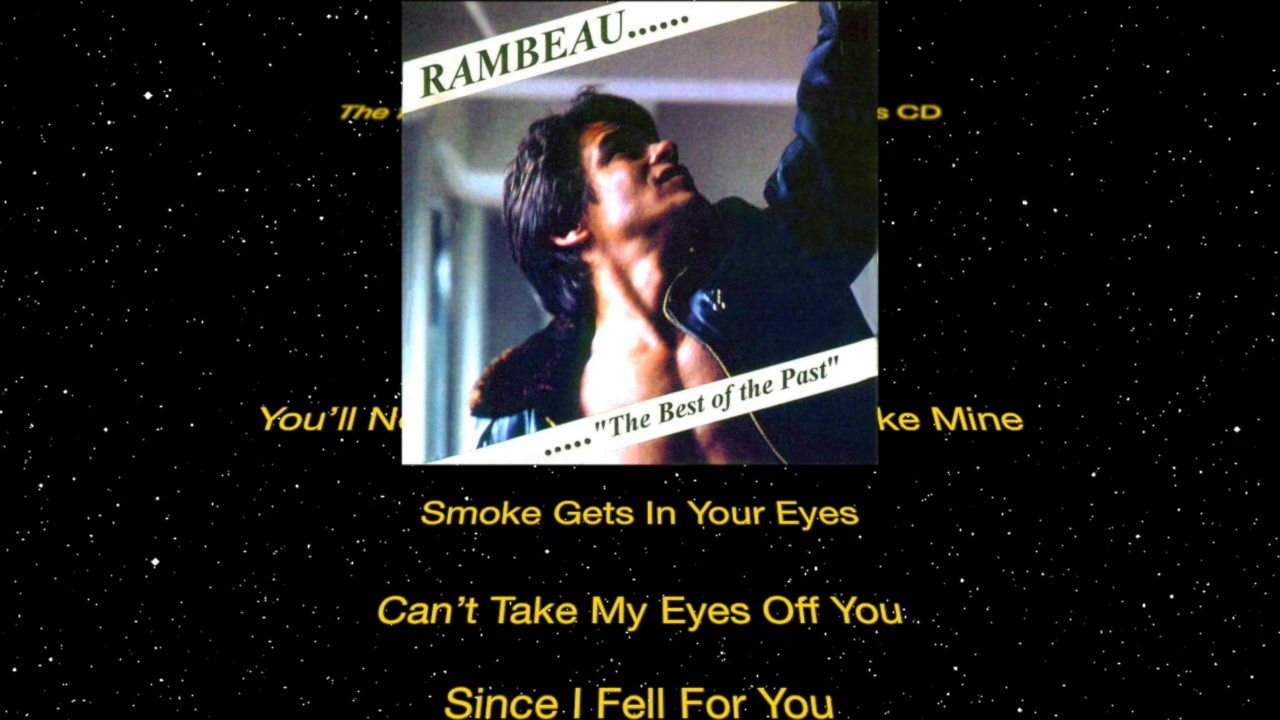 RAMBEAU......
The
s CD
You'll
ke Mine
....."The Best of the Past"
Smoke Gets In Your Eyes
Can't Take My Eyes Off You
Since I Fell For You